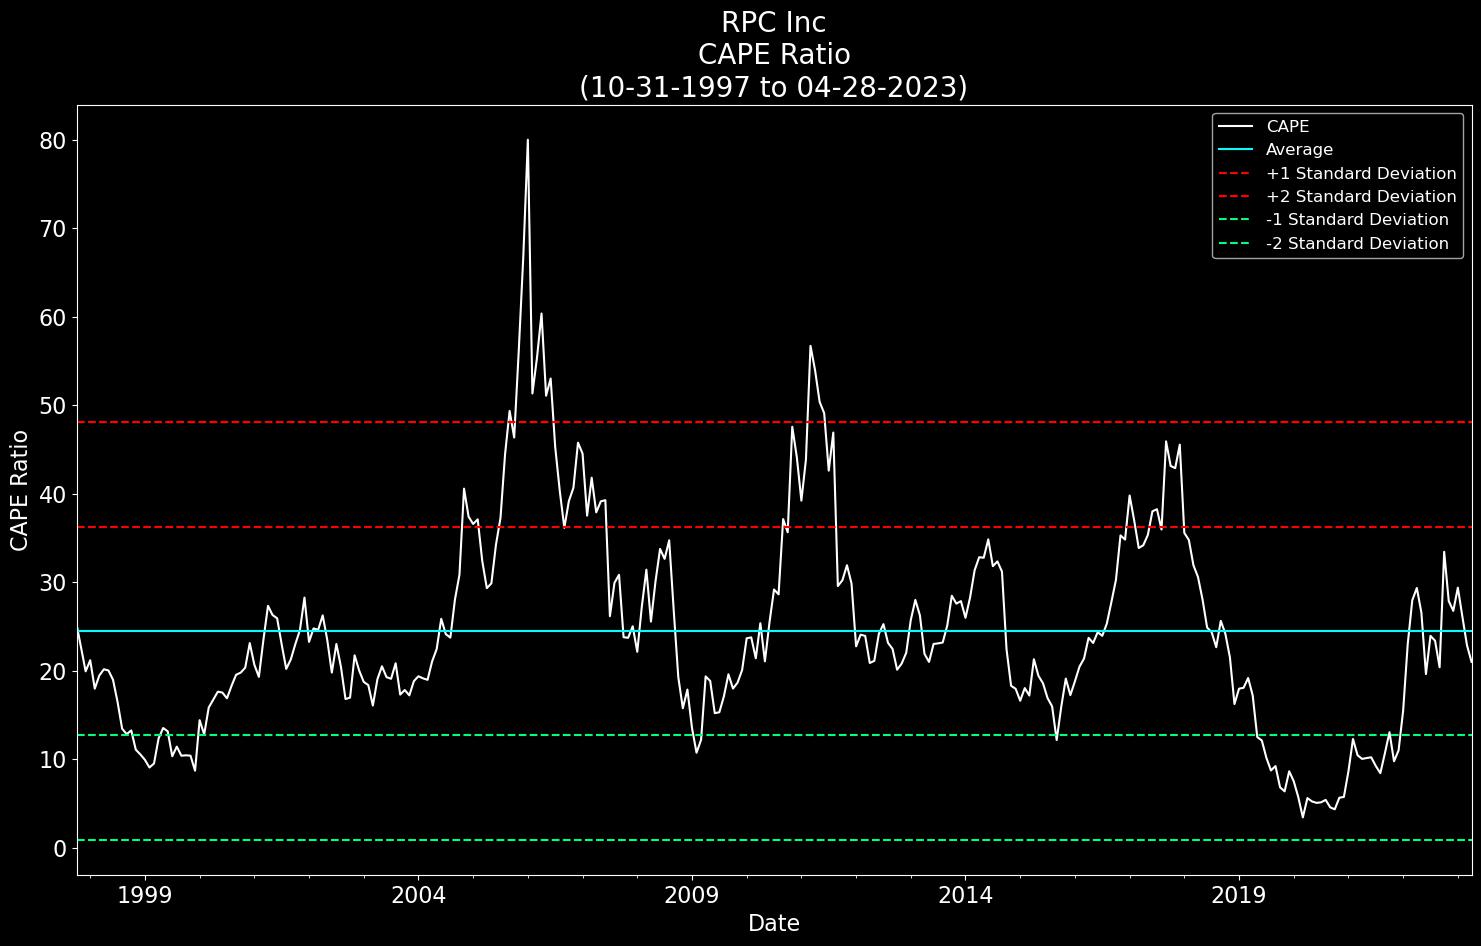 RPC Inc
CAPE Ratio
(10-31-1997 to 04-28-2023)
CAPE
Average
+1 Standard Deviation
+2 Standard Deviation
-1 Standard Deviation
-2 Standard Deviation
CAPE Ratio
80
70
60
50
40
30
20
10
0
1999
2004
2009
2014
2019
Date